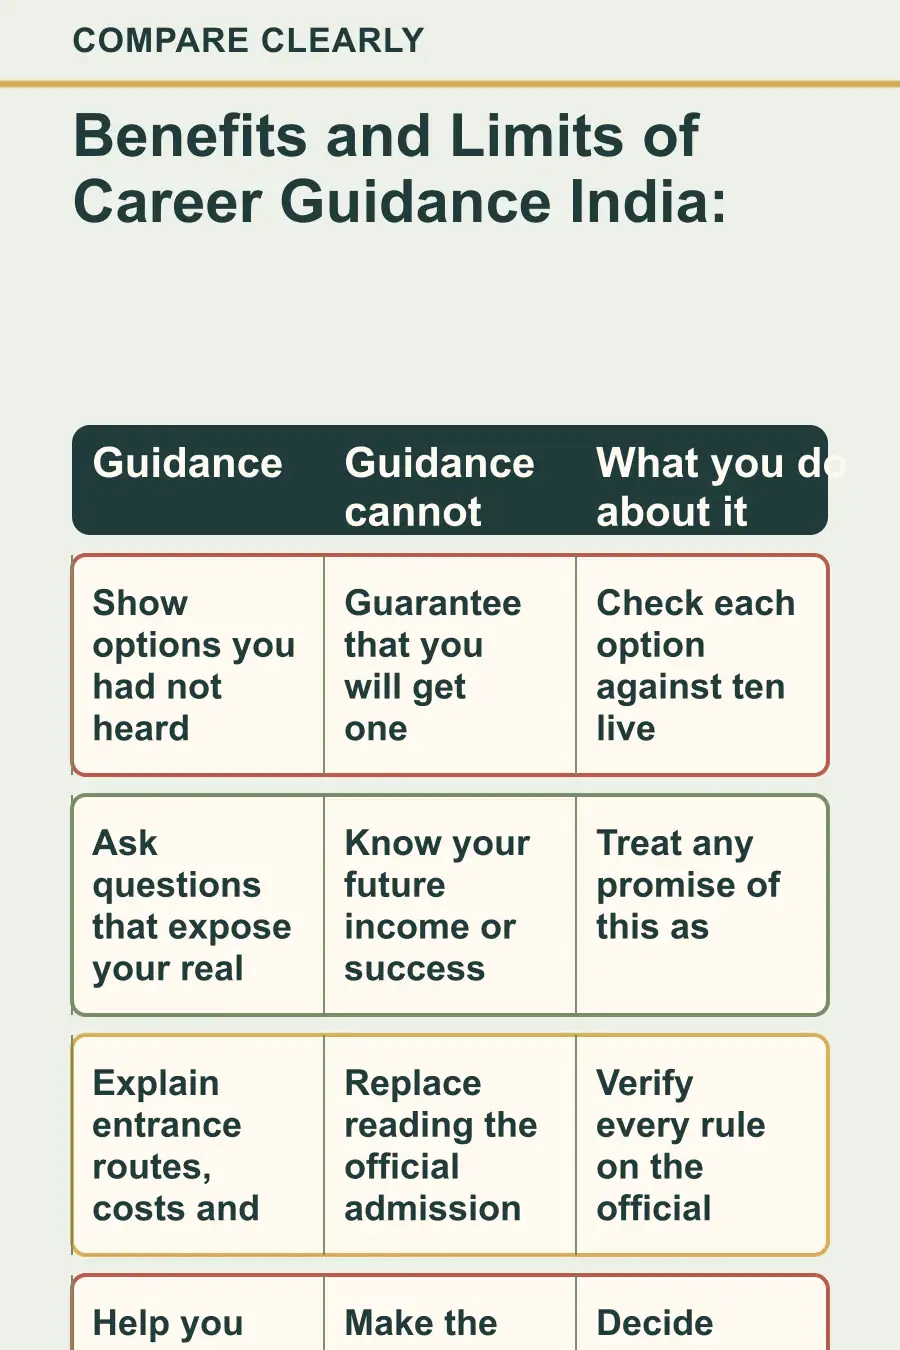 COMPARE CLEARLY
Benefits and Limits of
Career Guidance India:
Guidance
Guidance
cannot
What you do
about it
Show
options you
had not
heard
Guarantee
that you
will get
one
Check each
option
against ten
live
Ask
questions
that expose
your real
Know your
future
income or
success
Treat any
promise of
this as
Explain
entrance
routes,
costs and
Replace
reading the
official
admission
Verify
every rule
on the
official
Help you
Make the
Decide